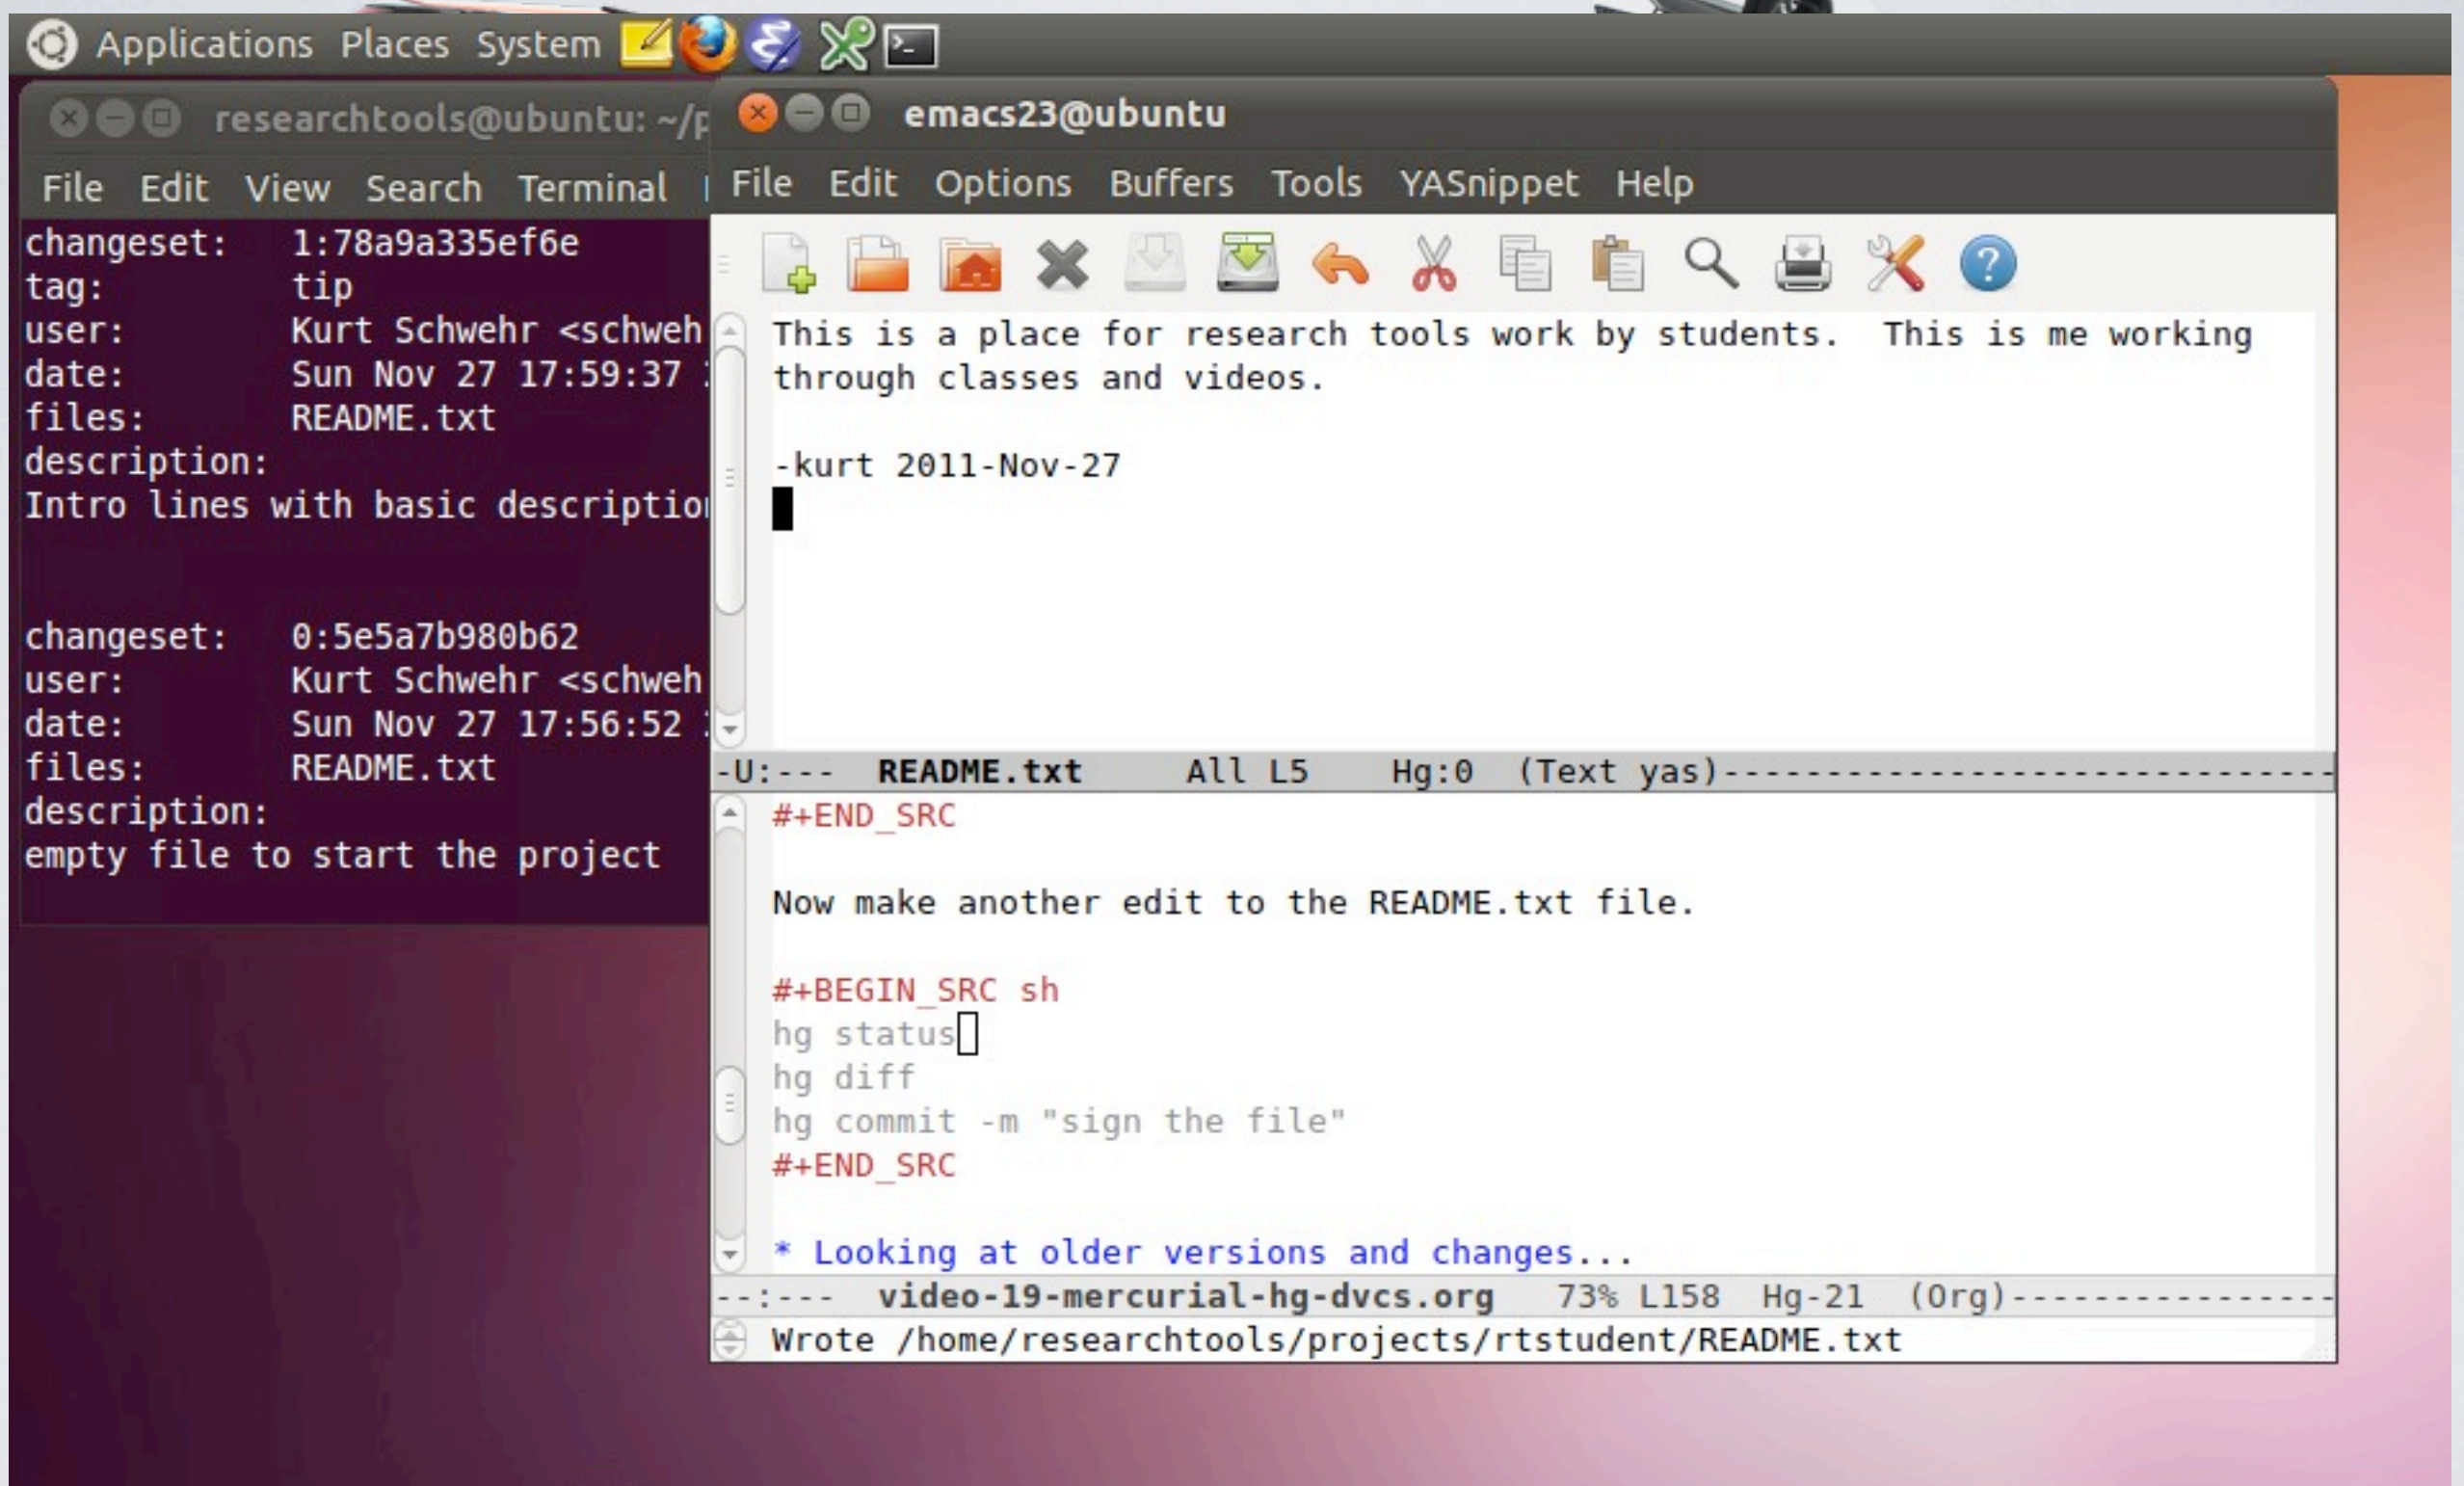 Applications Places System
researchtools@ubuntu: ~/p
File Edit View Search Terminal
changeset: 1:78a9a335ef6e
tag: tip
user: Kurt Schwehr <schweh
date: Sun Nov 27 17:59:37
files: README.txt
description:
Intro lines with basic description
changeset: 0:5e5a7b980b62
user: Kurt Schwehr <schweh
date: Sun Nov 27 17:56:52
files: README.txt
description:
empty file to start the project
emacs23@ubuntu
File Edit Options Buffers Tools YASnippet Help
This is a place for research tools work by students.  This is me working
through classes and videos.
-kurt 2011-Nov-27
-U:--- README.txt All L5 Hg:0 (Text yas)------------------------------
#+END_SRC
Now make another edit to the README.txt file.
#+BEGIN_SRC sh
hg status
hg diff
hg commit -m "sign the file"
#+END_SRC
* Looking at older versions and changes...
--:--- video-19-mercurial-hg-dvcs.org 73% L158 Hg-21 (Org)----------------
Wrote /home/researchtools/projects/rtstudent/README.txt